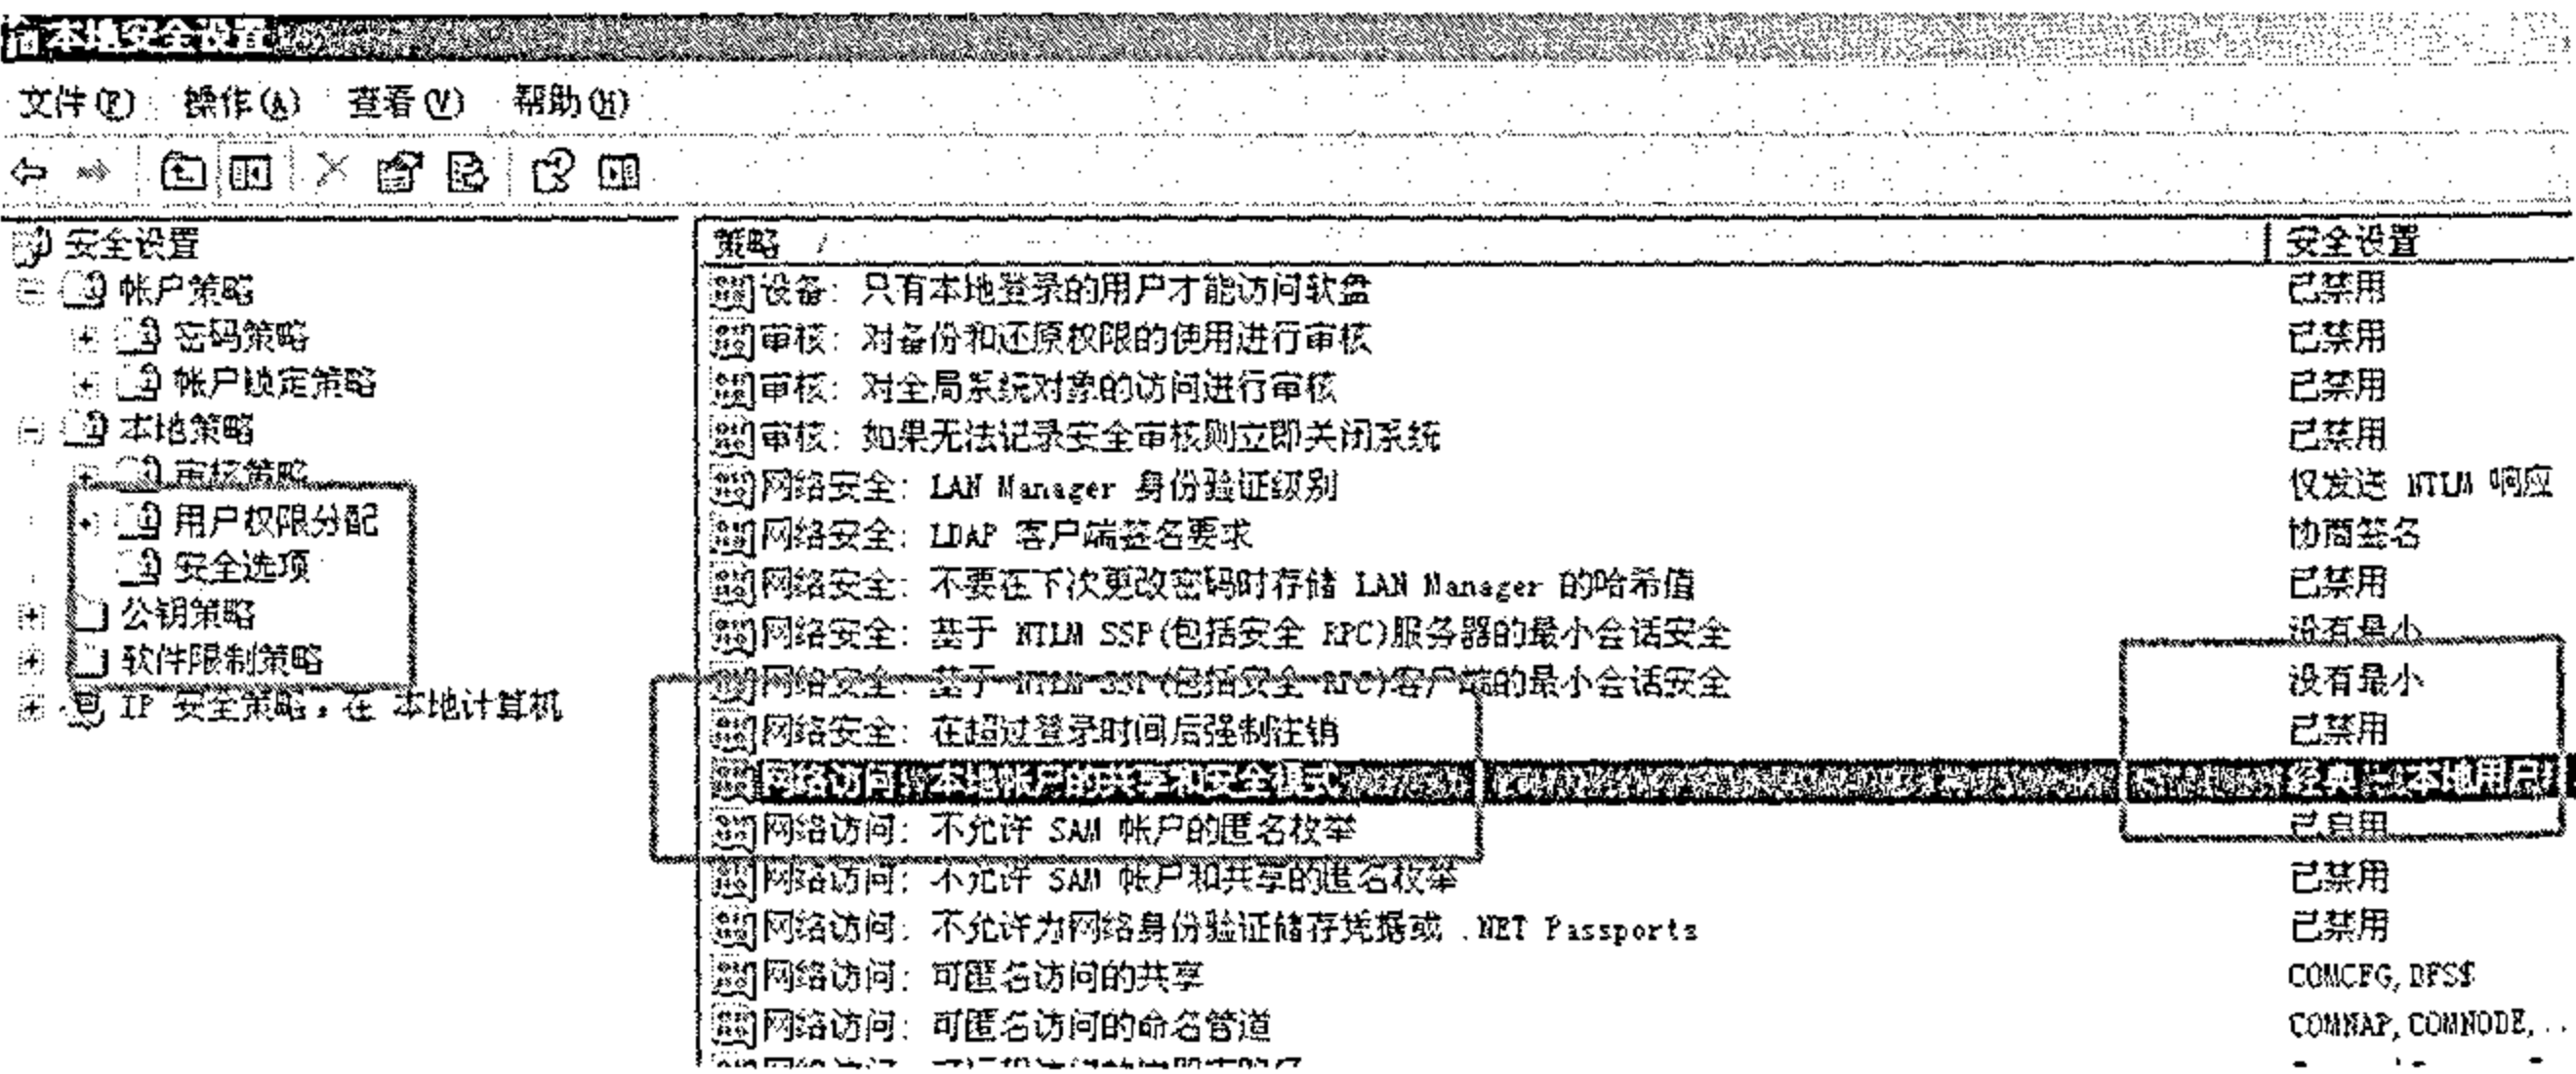 本地安全设置
文件(F) 操作(A) 查看(V) 帮助(H)
安全设置
帐户策略
密码策略
帐户锁定策略
本地策略
审核策略
用户权限分配
安全选项
公钥策略
软件限制策略
IP 安全策略，在 本地计算机
策略 安全设置
设备: 只有本地登录的用户才能访问软盘 已禁用
审核: 对备份和还原权限的使用进行审核 已禁用
审核: 对全局系统对象的访问进行审核 已禁用
审核: 如果无法记录安全审核则立即关闭系统 已禁用
网络安全: LAN Manager 身份验证级别 仅发送 NTLM 响应
网络安全: LDAP 客户端签名要求 协商签名
网络安全: 不要在下次更改密码时存储 LAN Manager 的哈希值 已禁用
网络安全: 基于 NTLM SSP(包括安全 RPC)服务器的最小会话安全 没有最小
网络安全: 基于 NTLM SSP(包括安全 RPC)客户端的最小会话安全 没有最小
网络安全: 在超过登录时间后强制注销 已禁用
网络访问: 本地帐户的共享和安全模式 经典 - 本地用户
网络访问: 不允许 SAM 帐户的匿名枚举 已启用
网络访问: 不允许 SAM 帐户和共享的匿名枚举 已禁用
网络访问: 不允许为网络身份验证储存凭据或 .NET Passports 已禁用
网络访问: 可匿名访问的共享 COMCFG,DFS$
网络访问: 可匿名访问的命名管道 COMNAP,COMNODE,..